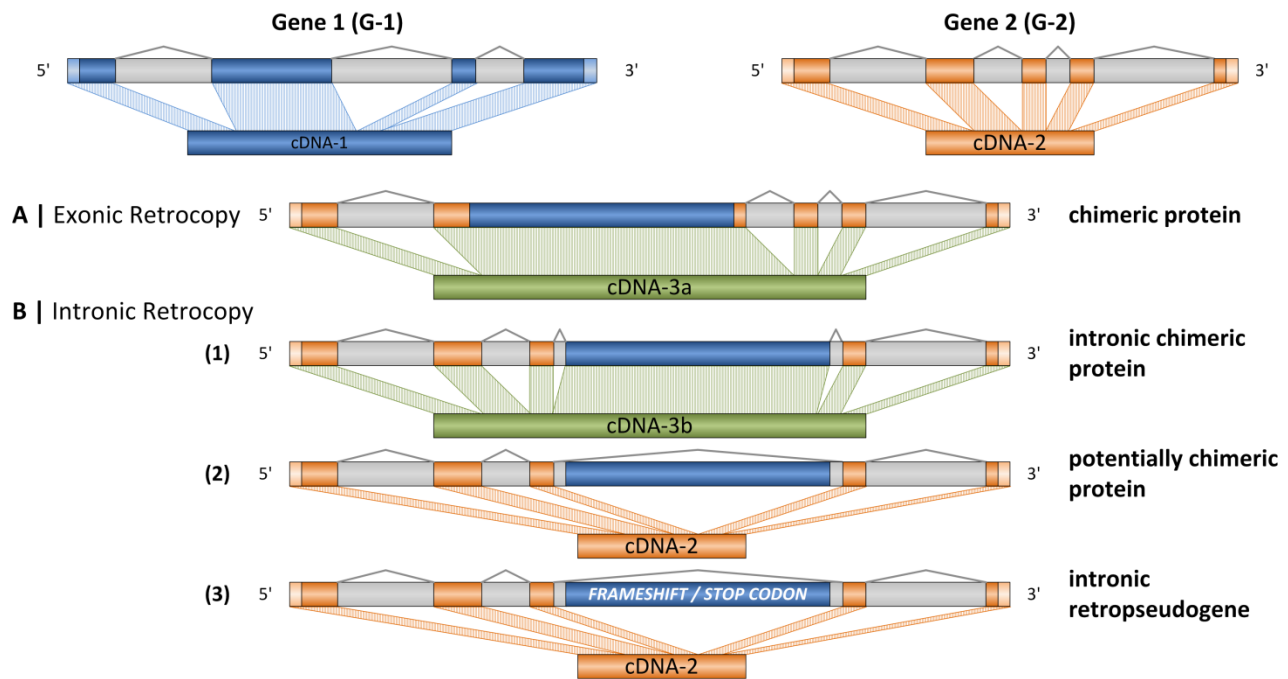 Gene 1 (G-1)
Gene 2 (G-2)
5' 3'
5' 3'
cDNA-1
cDNA-2
A | Exonic Retrocopy 5' 3' chimeric protein
cDNA-3a
B | Intronic Retrocopy
(1) 5' 3' intronic chimeric
protein
cDNA-3b
(2) 5' 3' potentially chimeric
protein
cDNA-2
(3) 5' FRAMESHIFT / STOP CODON 3' intronic
retropseudogene
cDNA-2